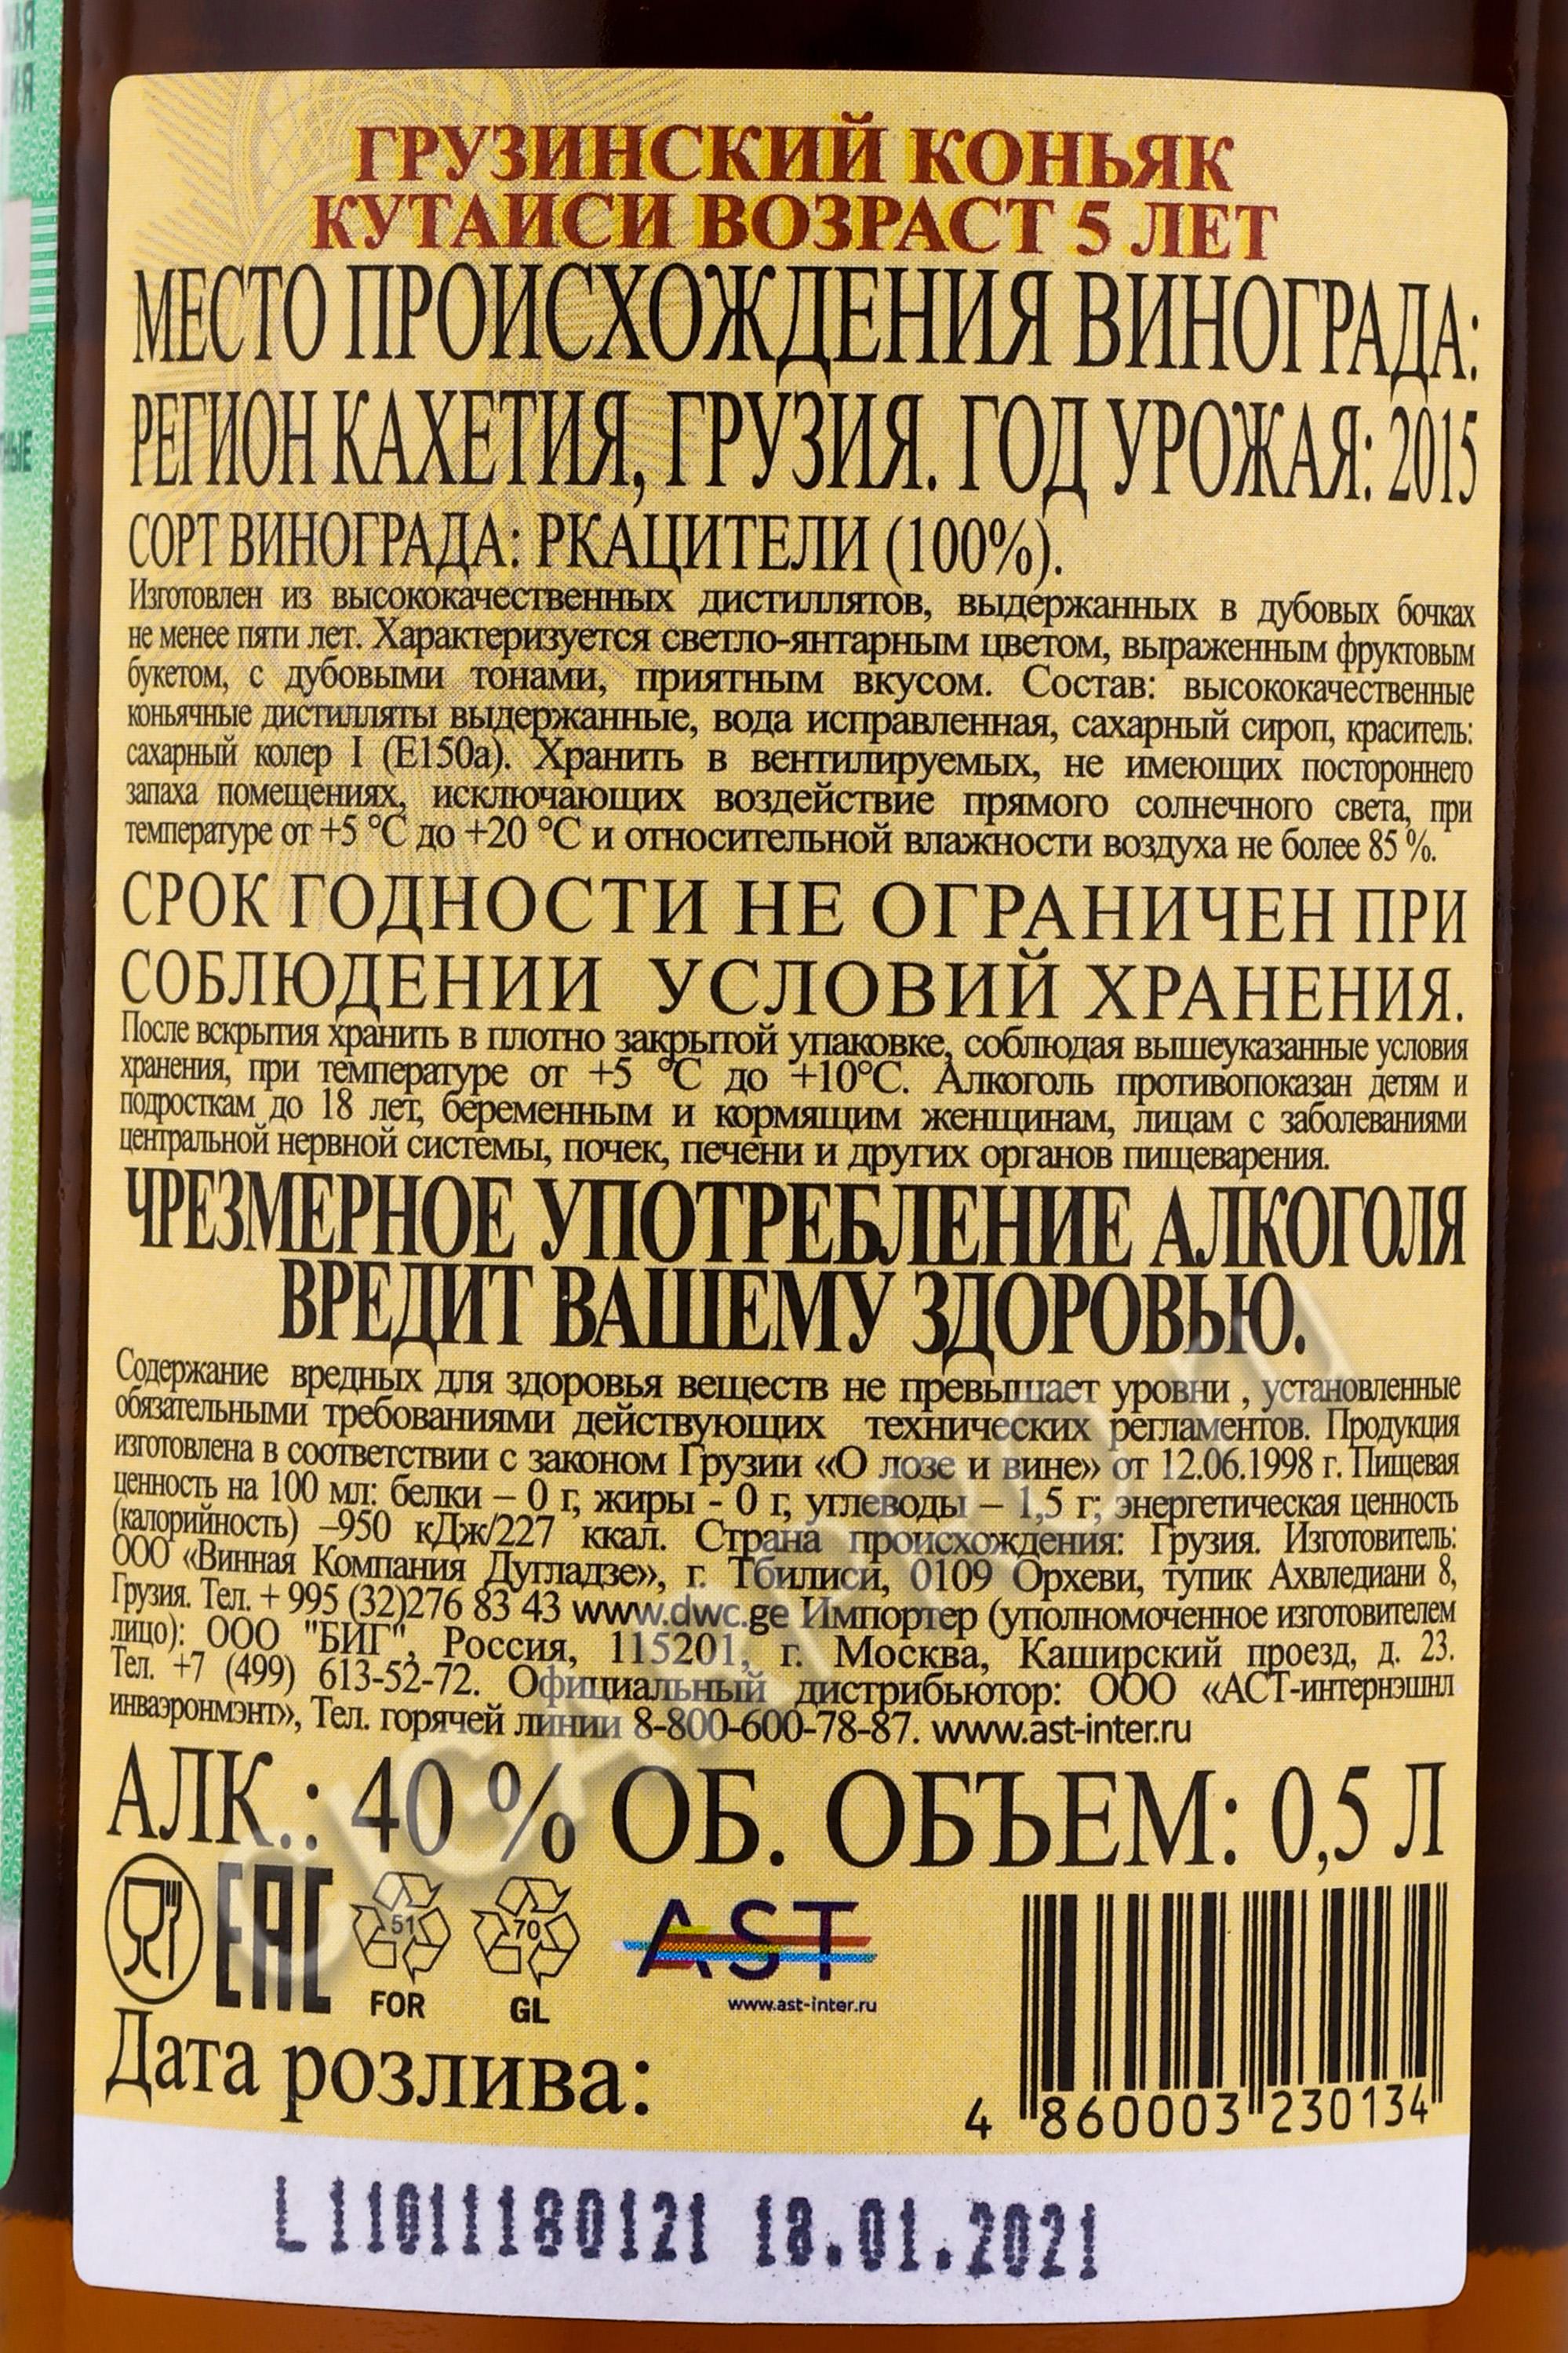 ГРУЗИНСКИЙ КОНЬЯК
КУТАИСИ ВОЗРАСТ 5 ЛЕТ
МЕСТО ПРОИСХОЖДЕНИЯ ВИНОГРАДА:
РЕГИОН КАХЕТИЯ, ГРУЗИЯ. ГОД УРОЖАЯ: 2015
СОРТ ВИНОГРАДА: РКАЦИТЕЛИ (100%).
Изготовлен из высококачественных дистиллятов, выдержанных в дубовых бочках
не менее пяти лет. Характеризуется светло-янтарным цветом, выраженным фруктовым
букетом, с дубовыми тонами, приятным вкусом. Состав: высококачественные
коньячные дистилляты выдержанные, вода исправленная, сахарный сироп, краситель:
сахарный колер I (Е150а). Хранить в вентилируемых, не имеющих постороннего
запаха помещениях, исключающих воздействие прямого солнечного света, при
температуре от +5 °С до +20 °С и относительной влажности воздуха не более 85 %.
СРОК ГОДНОСТИ НЕ ОГРАНИЧЕН ПРИ
СОБЛЮДЕНИИ УСЛОВИЙ ХРАНЕНИЯ.
После вскрытия хранить в плотно закрытой упаковке, соблюдая вышеуказанные условия
хранения, при температуре от +5 °С до +10°С. Алкоголь противопоказан детям и
подросткам до 18 лет, беременным и кормящим женщинам, лицам с заболеваниями
центральной нервной системы, почек, печени и других органов пищеварения.
ЧРЕЗМЕРНОЕ УПОТРЕБЛЕНИЕ АЛКОГОЛЯ
ВРЕДИТ ВАШЕМУ ЗДОРОВЬЮ.
Содержание вредных для здоровья веществ не превышает уровни , установленные
обязательными требованиями действующих технических регламентов. Продукция
изготовлена в соответствии с законом Грузии «О лозе и вине» от 12.06.1998 г. Пищевая
ценность на 100 мл: белки – 0 г, жиры - 0 г, углеводы – 1,5 г; энергетическая ценность
(калорийность) –950 кДж/227 ккал. Страна происхождения: Грузия. Изготовитель:
ООО «Винная Компания Дугладзе», г. Тбилиси, 0109 Орхеви, тупик Ахвледиани 8,
Грузия. Тел. + 995 (32)276 83 43 www.dwc.ge Импортер (уполномоченное изготовителем
лицо): ООО "БИГ", Россия, 115201, г. Москва, Каширский проезд, д. 23.
Тел. +7 (499) 613-52-72. Официальный дистрибьютор: ООО «АСТ-интернэшнл
инваэронмэнт», Тел. горячей линии 8-800-600-78-87. www.ast-inter.ru
АЛК.: 40 % ОБ. ОБЪЕМ: 0,5 Л
EAC
51
FOR
70
GL
AST
www.ast-inter.ru
Дата розлива:
4 860003 230134
L 11011180121 18.01.2021